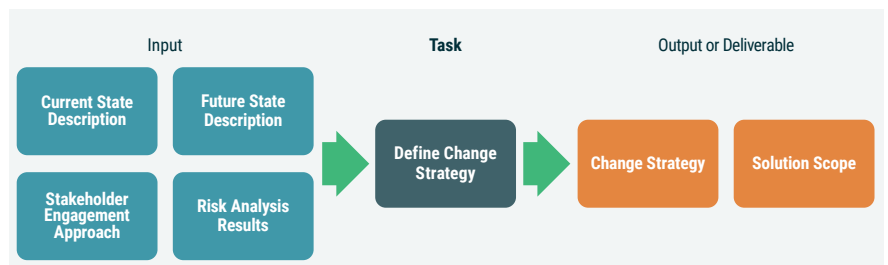 Input
Task
Output or Deliverable
Current State
Description
Future State
Description
Stakeholder
Engagement
Approach
Risk Analysis
Results
Define Change
Strategy
Change Strategy
Solution Scope